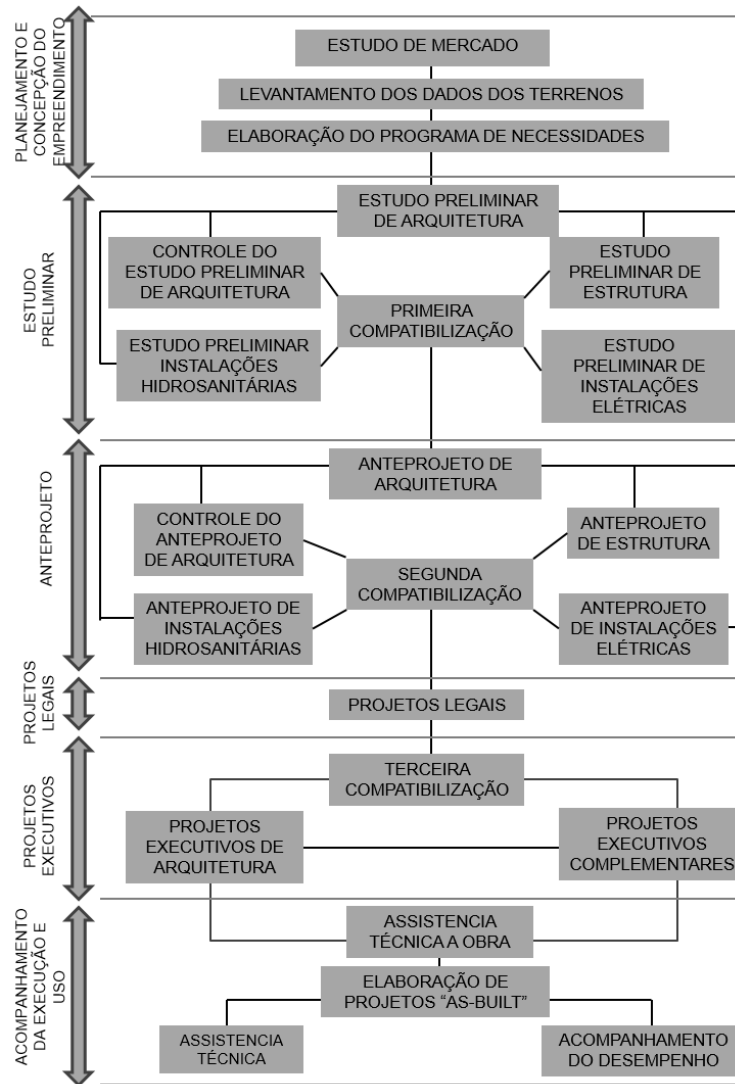 PLANEJAMENTO E
CONCEPÇÃO DO
EMPREENDIMENTO
ESTUDO DE MERCADO
LEVANTAMENTO DOS DADOS DOS TERRENOS
ELABORAÇÃO DO PROGRAMA DE NECESSIDADES
ESTUDO
PRELIMINAR
ESTUDO PRELIMINAR
DE ARQUITETURA
CONTROLE DO
ESTUDO PRELIMINAR
DE ARQUITETURA
ESTUDO
PRELIMINAR DE
ESTRUTURA
PRIMEIRA
COMPATIBILIZAÇÃO
ESTUDO PRELIMINAR
INSTALAÇÕES
HIDROSANITÁRIAS
ESTUDO
PRELIMINAR DE
INSTALAÇÕES
ELÉTRICAS
ANTEPROJETO
ANTEPROJETO DE
ARQUITETURA
CONTROLE DO
ANTEPROJETO
DE ARQUITETURA
ANTEPROJETO
DE ESTRUTURA
SEGUNDA
COMPATIBILIZAÇÃO
ANTEPROJETO DE
INSTALAÇÕES
HIDROSANITÁRIAS
ANTEPROJETO
DE INSTALAÇÕES
ELÉTRICAS
PROJETOS
LEGAIS
PROJETOS LEGAIS
PROJETOS
EXECUTIVOS
TERCEIRA
COMPATIBILIZAÇÃO
PROJETOS
EXECUTIVOS DE
ARQUITETURA
PROJETOS
EXECUTIVOS
COMPLEMENTARES
ACOMPANHAMENTO
DA EXECUÇÃO E
USO
ASSISTENCIA
TÉCNICA A OBRA
ELABORAÇÃO DE
PROJETOS “AS-BUILT”
ASSISTENCIA
TÉCNICA
ACOMPANHAMENTO
DO DESEMPENHO